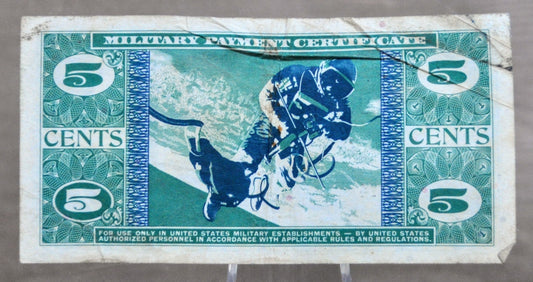 MILITARY PAYMENT CERTIFICATE
5 5
CENTS CENTS
5 5
FOR USE ONLY IN UNITED STATES MILITARY ESTABLISHMENTS — BY UNITED STATES
AUTHORIZED PERSONNEL IN ACCORDANCE WITH APPLICABLE RULES AND REGULATIONS.